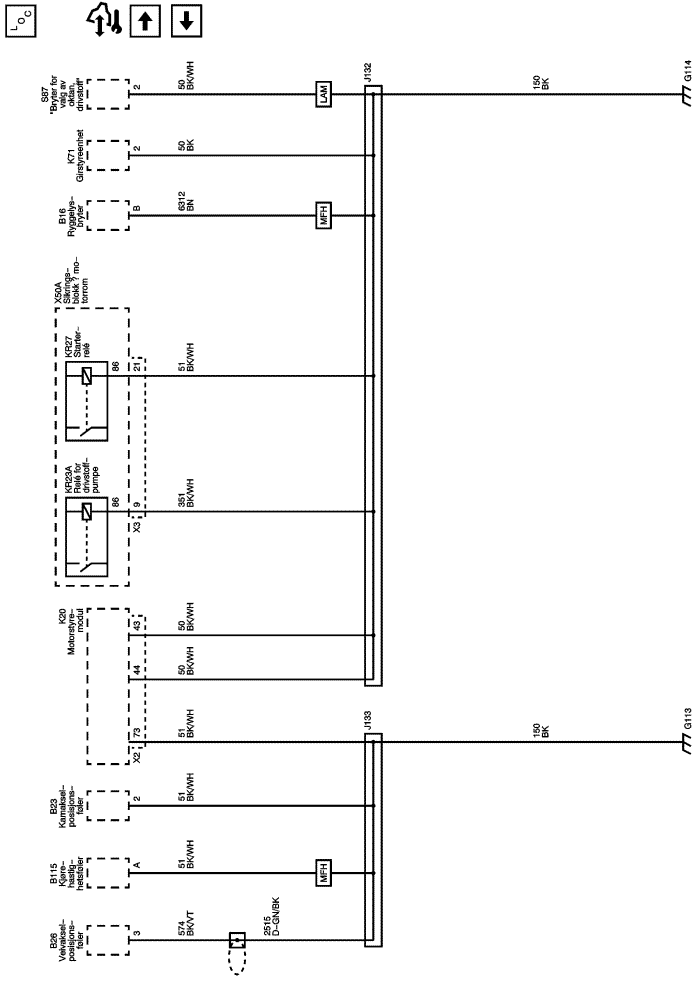 LOC
S87
"Bryter for
valg av
oktan,
drivstoff"
2
50
BK/WH
LAM
J132
150
BK
G114
K71
Girstyreenhet
2
50
BK
B16
Ryggelys-
bryter
B
6312
BN
MFH
X50A
Sikrings-
blokk ? mo-
torrom
KR27
Starter-
relé
86
21
51
BK/WH
KR23A
Relé for
drivstoff-
pumpe
86
9
X3
351
BK/WH
K20
Motorstyre-
modul
43
50
BK/WH
44
50
BK/WH
73
X2
51
BK/WH
J133
150
BK
G113
B23
Kamaksel-
posisjons-
føler
2
51
BK/WH
B115
Kjøre-
hastig-
hetsføler
A
51
BK/WH
MFH
B26
Veivaksel-
posisjons-
føler
3
574
BK/VT
2515
D-GN/BK